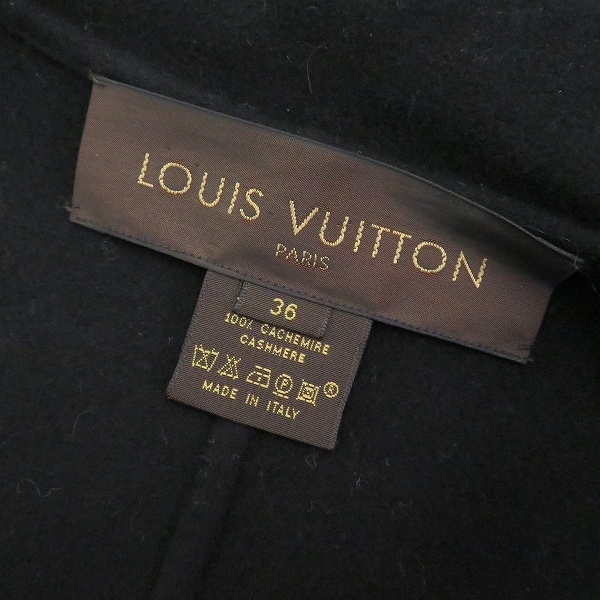 LOUIS VUITTON
PARIS
36
100% CACHEMIRE
CASHMERE
P
®
MADE IN ITALY